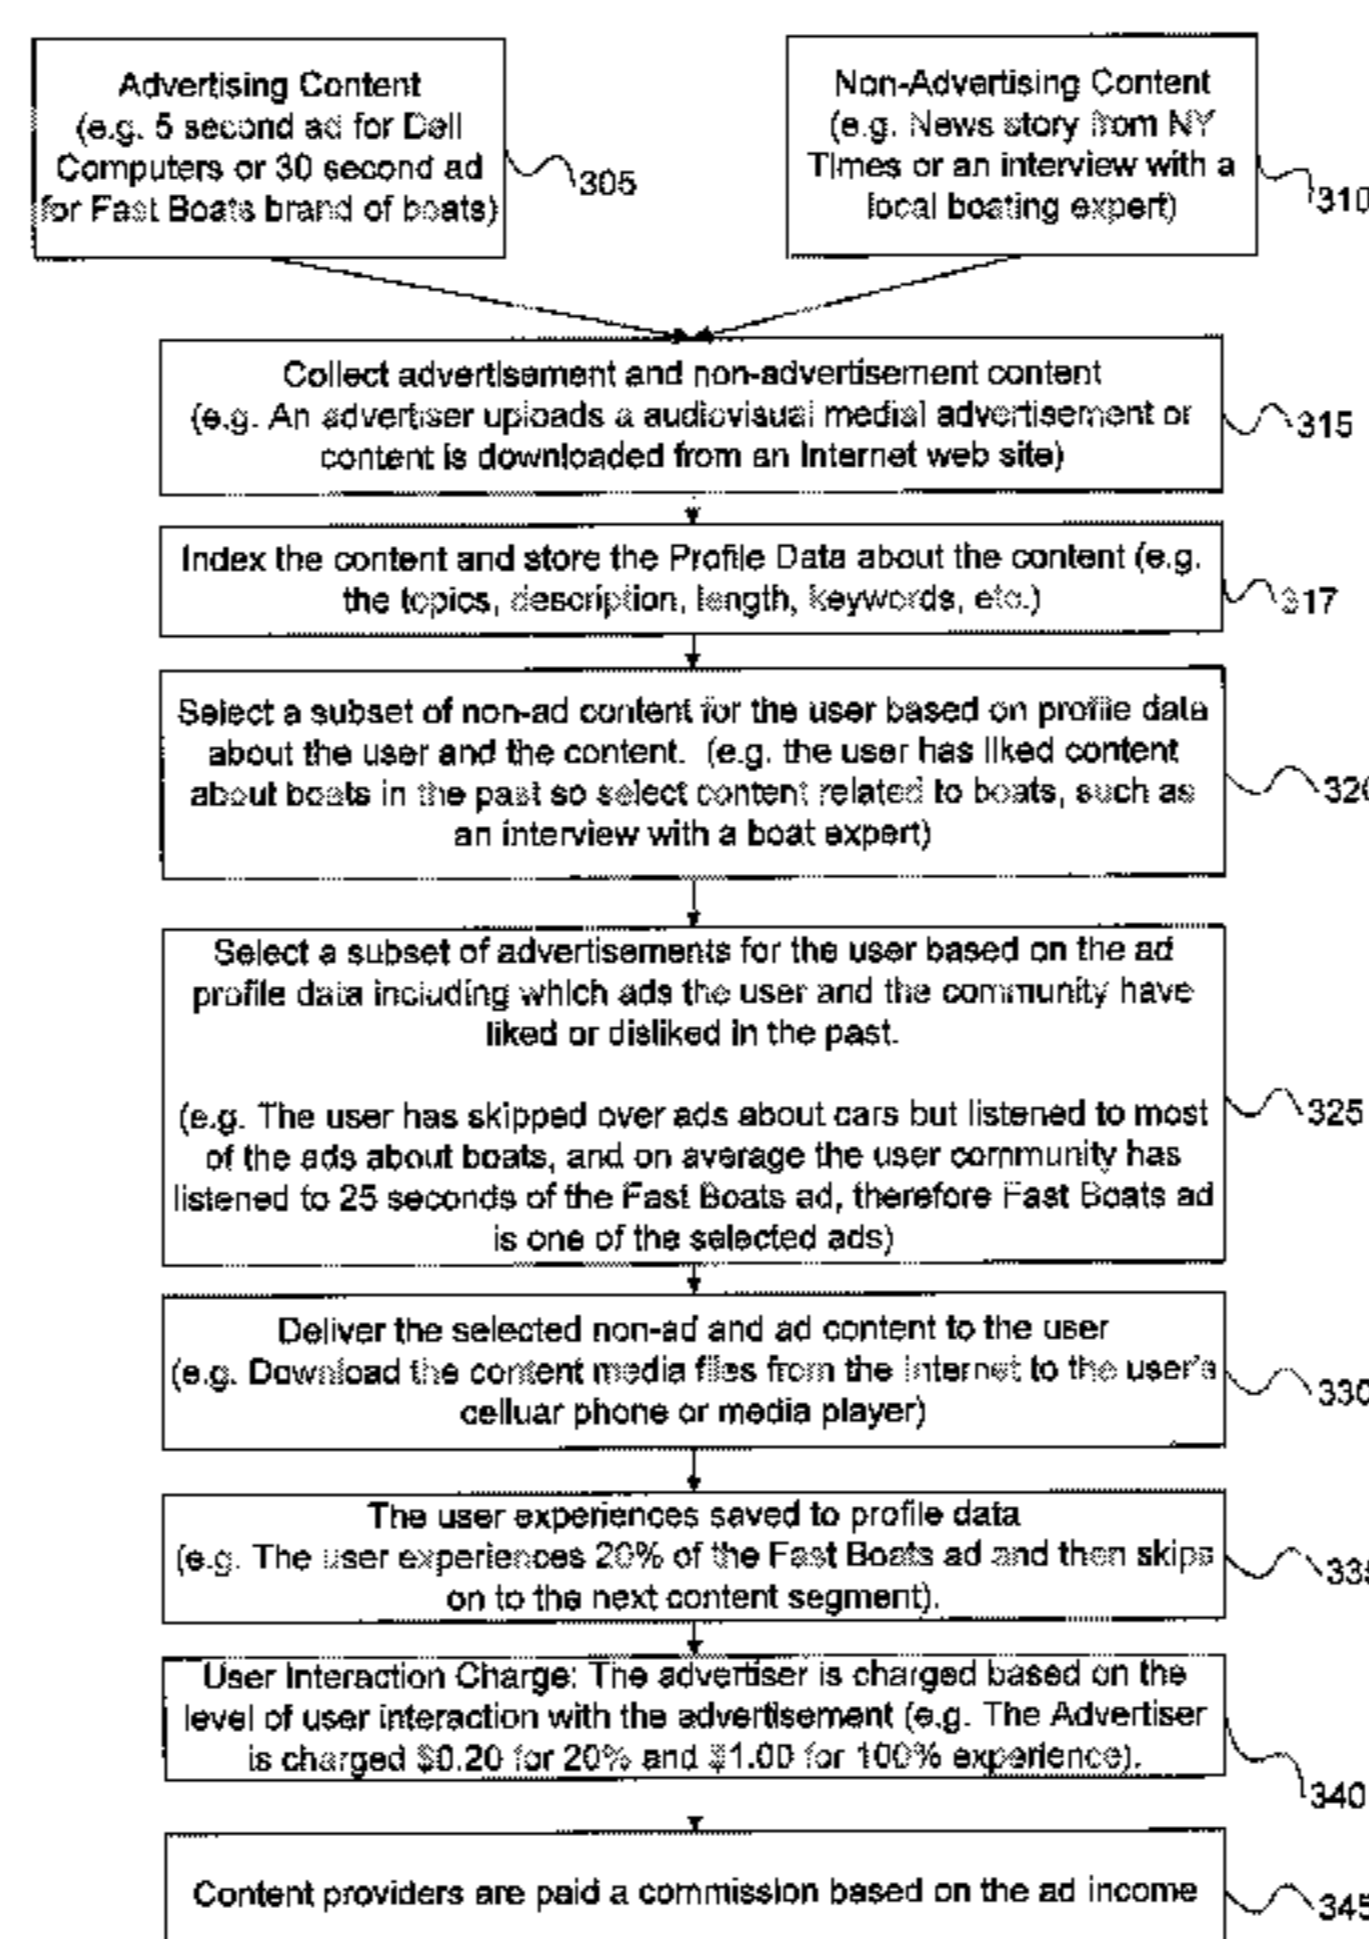 Advertising Content
(e.g. 5 second ad for Dell
Computers or 30 second ad
for Fast Boats brand of boats)
305
Non-Advertising Content
(e.g. News story from NY
Times or an interview with a
local boating expert)
310
Collect advertisement and non-advertisement content
(e.g. An advertiser uploads a audiovisual medial advertisement or
content is downloaded from an Internet web site)
315
Index the content and store the Profile Data about the content (e.g.
the topics, description, length, keywords, etc.)
317
Select a subset of non-ad content for the user based on profile data
about the user and the content. (e.g. the user has liked content
about boats in the past so select content related to boats, such as
an interview with a boat expert)
320
Select a subset of advertisements for the user based on the ad
profile data including which ads the user and the community have
liked or disliked in the past.
(e.g. The user has skipped over ads about cars but listened to most
of the ads about boats, and on average the user community has
listened to 25 seconds of the Fast Boats ad, therefore Fast Boats ad
is one of the selected ads)
325
Deliver the selected non-ad and ad content to the user
(e.g. Download the content media files from the internet to the user's
celluar phone or media player)
330
The user experiences saved to profile data
(e.g. The user experiences 20% of the Fast Boats ad and then skips
on to the next content segment).
335
User Interaction Charge: The advertiser is charged based on the
level of user interaction with the advertisement (e.g. The Advertiser
is charged $0.20 for 20% and $1.00 for 100% experience).
340
Content providers are paid a commission based on the ad income
345